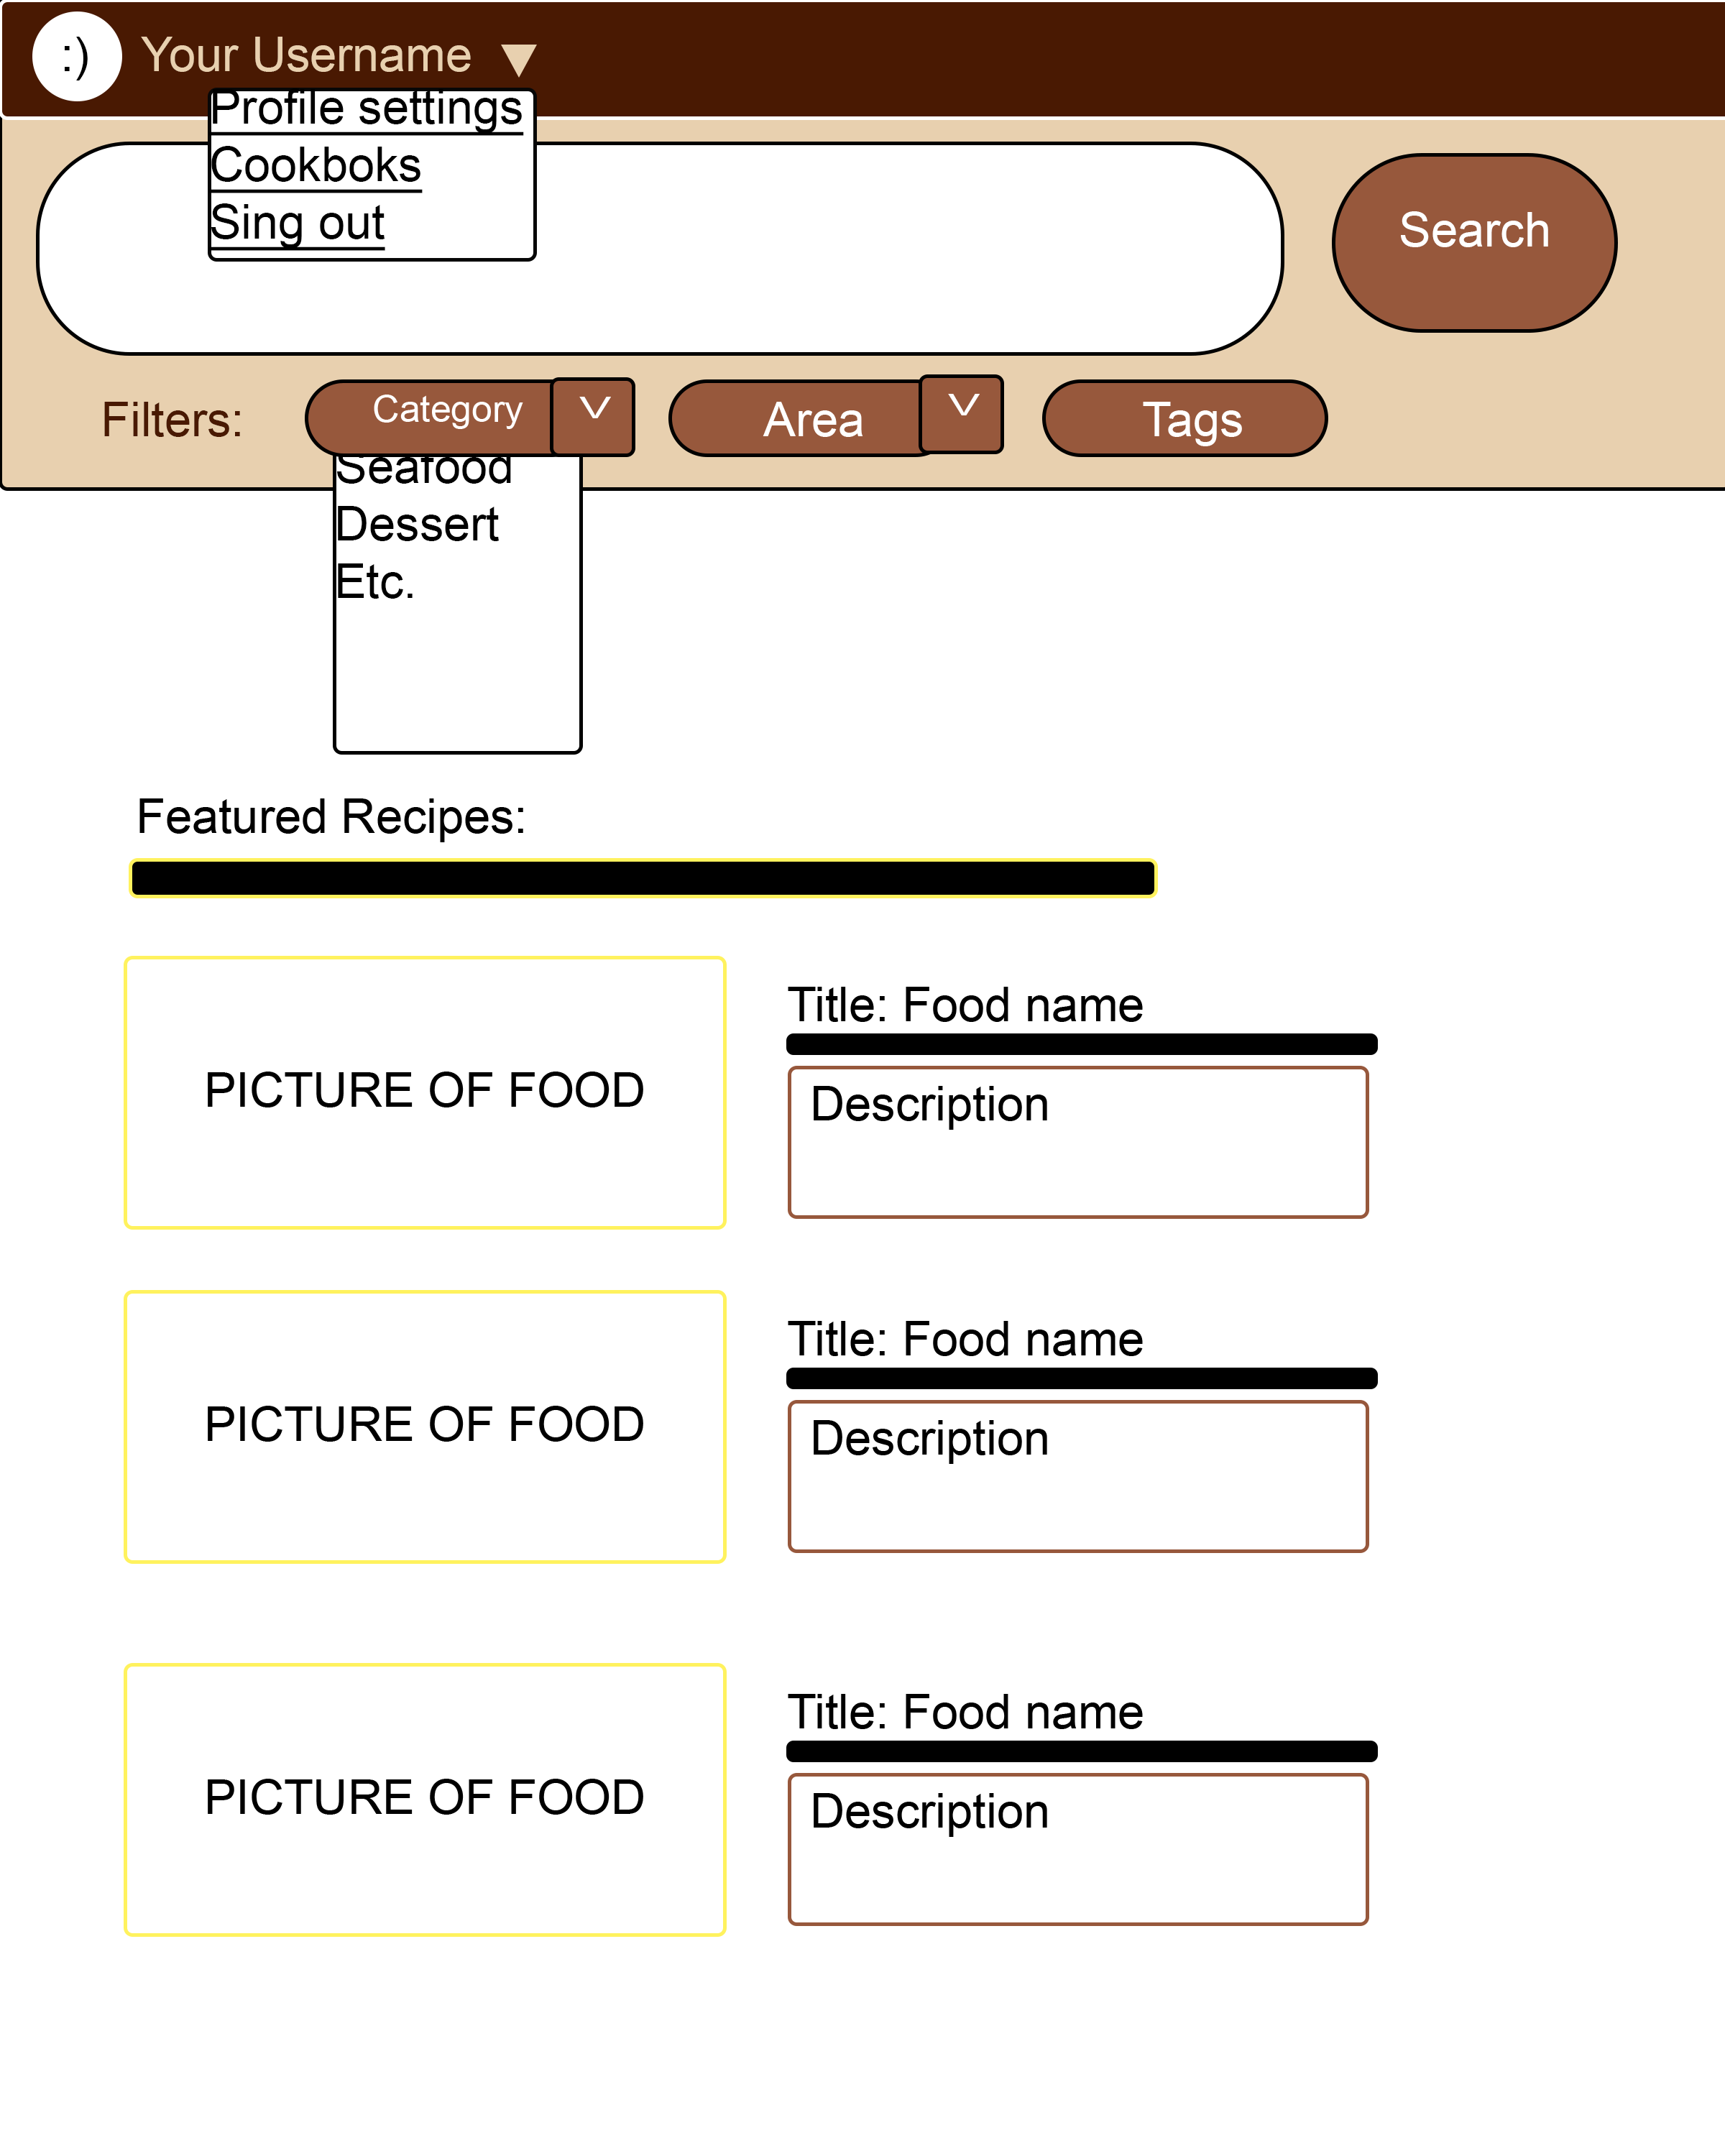 :) Your Username
Profile settings
Cookboks
Sing out
Search
Filters: Category V Area V Tags
Seafood
Dessert
Etc.
Featured Recipes:
PICTURE OF FOOD
Title: Food name
Description
PICTURE OF FOOD
Title: Food name
Description
PICTURE OF FOOD
Title: Food name
Description